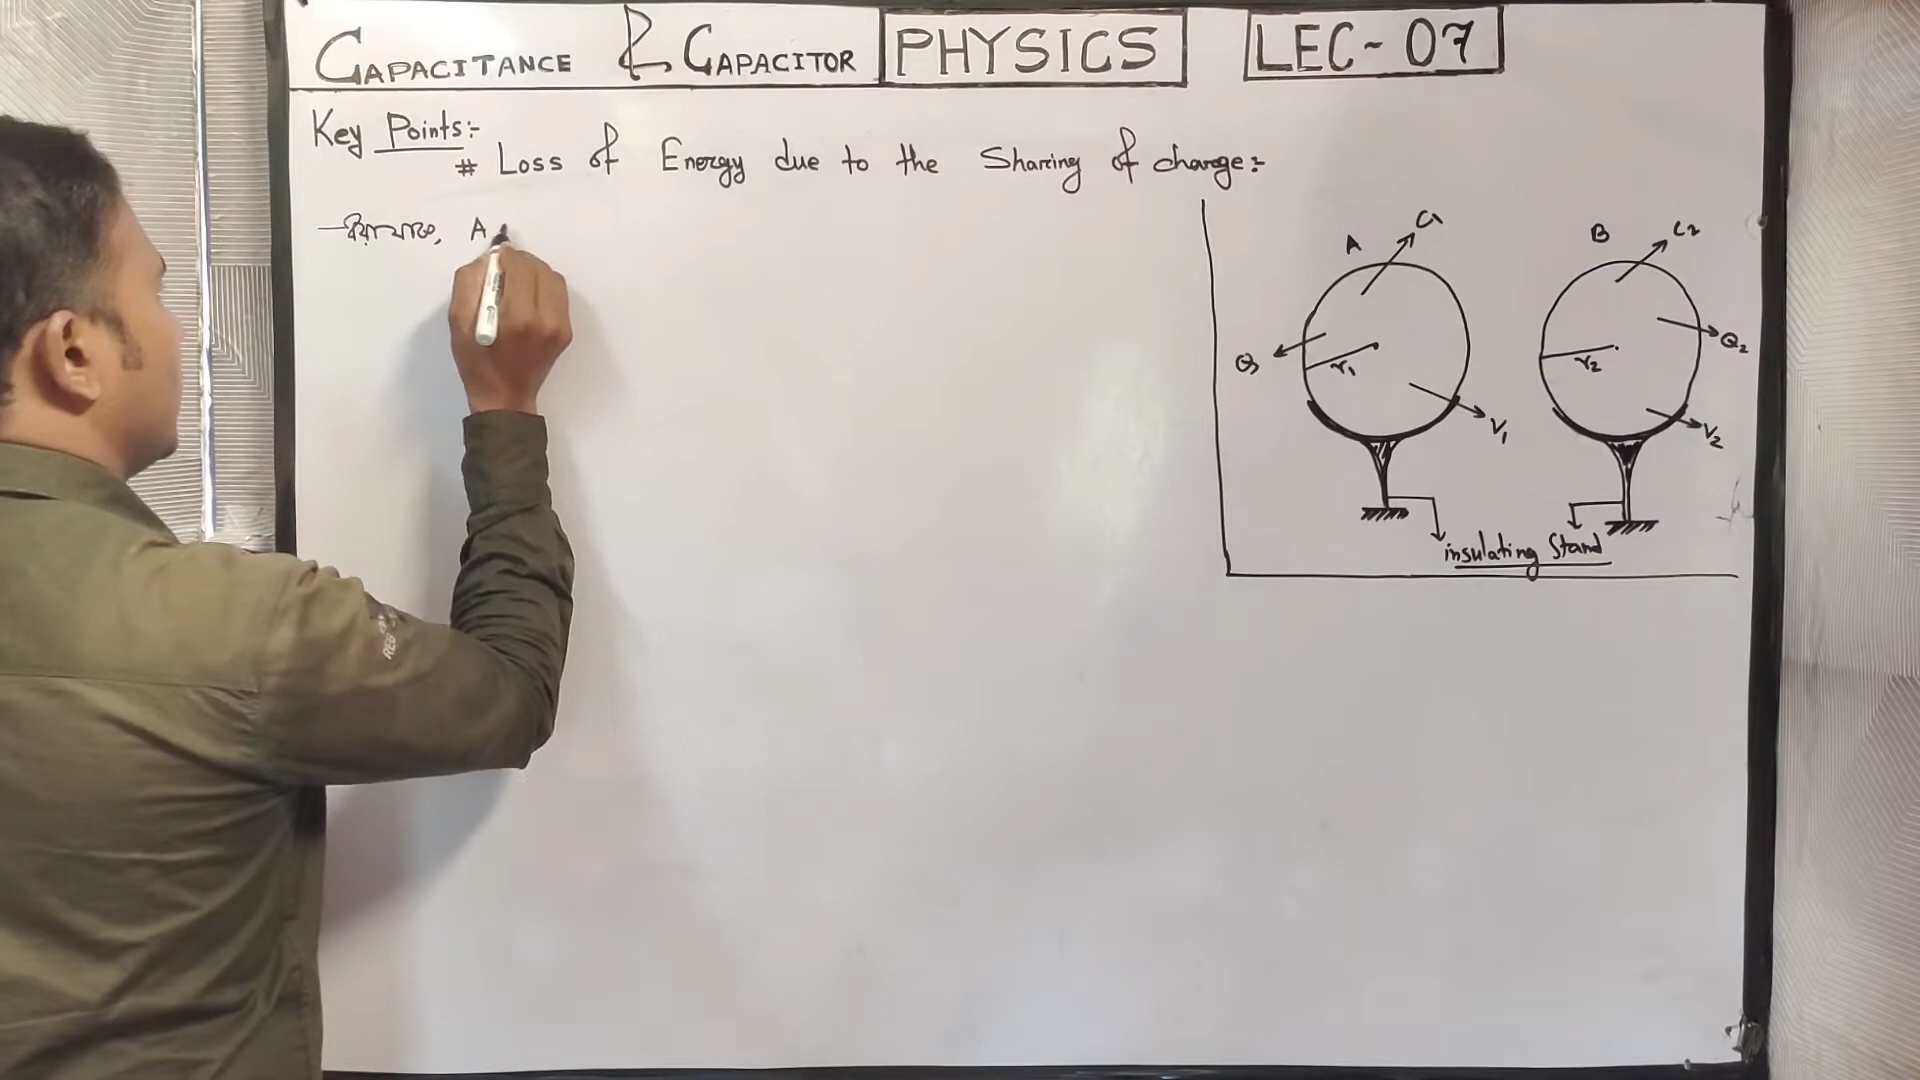 CAPACITANCE & CAPACITOR PHYSICS LEC-07
Key Points:-
# Loss of Energy due to the Sharing of charge:-
A
A C1
B C2
Q1 r1 V1
r2 Q2 V2
insulating Stand